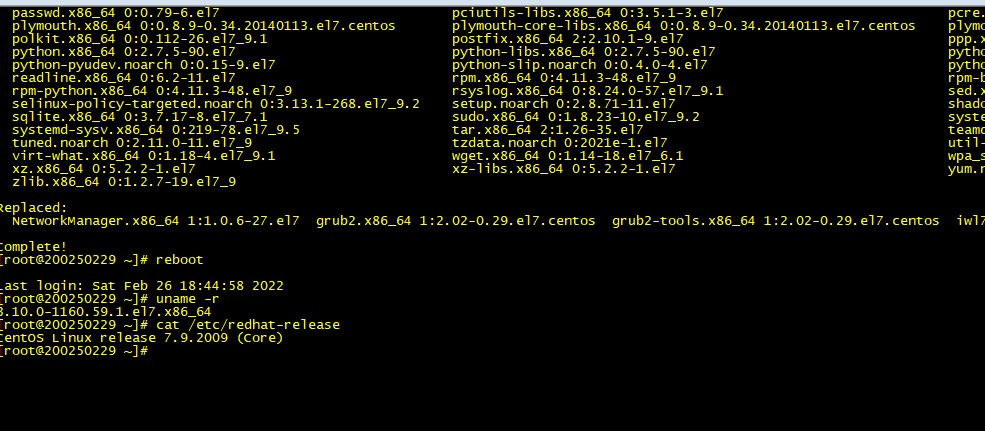 passwd.x86_64 0:0.79-6.el7 pciutils-libs.x86_64 0:3.5.1-3.el7 pcre.
plymouth.x86_64 0:0.8.9-0.34.20140113.el7.centos plymouth-core-libs.x86_64 0:0.8.9-0.34.20140113.el7.centos plymo
polkit.x86_64 0:0.112-26.el7_9.1 postfix.x86_64 2:2.10.1-9.el7 ppp.x
python.x86_64 0:2.7.5-90.el7 python-libs.x86_64 0:2.7.5-90.el7 pytho
python-pyudev.noarch 0:0.15-9.el7 python-slip.noarch 0:0.4.0-4.el7 pytho
readline.x86_64 0:6.2-11.el7 rpm.x86_64 0:4.11.3-48.el7_9 rpm-b
rpm-python.x86_64 0:4.11.3-48.el7_9 rsyslog.x86_64 0:8.24.0-57.el7_9.1 sed.x
selinux-policy-targeted.noarch 0:3.13.1-268.el7_9.2 setup.noarch 0:2.8.71-11.el7 shado
sqlite.x86_64 0:3.7.17-8.el7_7.1 sudo.x86_64 0:1.8.23-10.el7_9.2 syste
systemd-sysv.x86_64 0:219-78.el7_9.5 tar.x86_64 2:1.26-35.el7 teamd
tuned.noarch 0:2.11.0-11.el7_9 tzdata.noarch 0:2021e-1.el7 util-
virt-what.x86_64 0:1.18-4.el7_9.1 wget.x86_64 0:1.14-18.el7_6.1 wpa_s
xz.x86_64 0:5.2.2-1.el7 xz-libs.x86_64 0:5.2.2-1.el7 yum.n
zlib.x86_64 0:1.2.7-19.el7_9
Replaced:
NetworkManager.x86_64 1:1.0.6-27.el7 grub2.x86_64 1:2.02-0.29.el7.centos grub2-tools.x86_64 1:2.02-0.29.el7.centos iwl7
Complete!
[root@200250229 ~]# reboot
Last login: Sat Feb 26 18:44:58 2022
[root@200250229 ~]# uname -r
3.10.0-1160.59.1.el7.x86_64
[root@200250229 ~]# cat /etc/redhat-release
CentOS Linux release 7.9.2009 (Core)
[root@200250229 ~]#